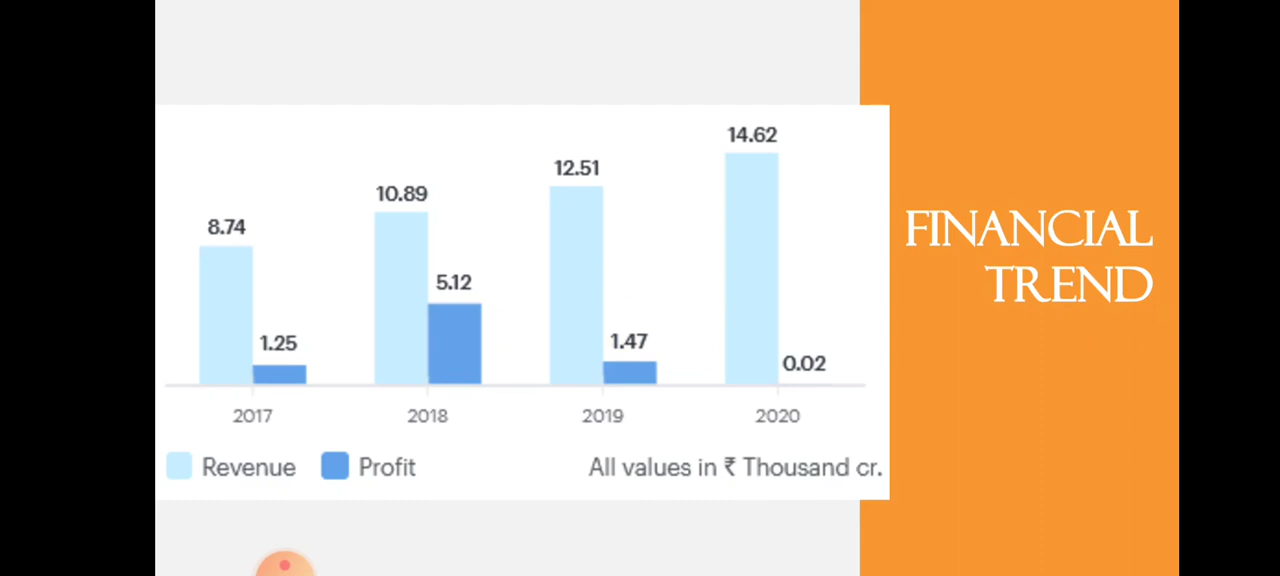 14.62
12.51
10.89
8.74
5.12
1.25
1.47
0.02
2017
2018
2019
2020
Revenue
Profit
All values in ₹ Thousand cr.
FINANCIAL
TREND